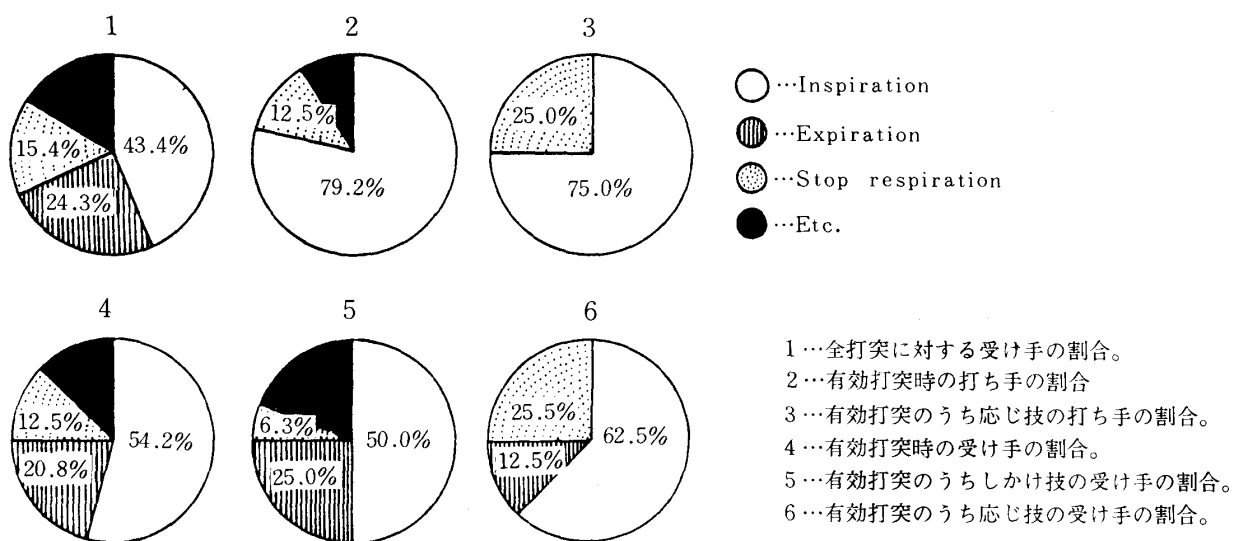 1
2
3
43.4%
15.4%
24.3%
12.5%
79.2%
25.0%
75.0%
…Inspiration
…Expiration
…Stop respiration
…Etc.
4
5
6
54.2%
12.5%
20.8%
50.0%
6.3%
25.0%
25.5%
62.5%
12.5%
1…全打突に対する受け手の割合。
2…有効打突時の打ち手の割合
3…有効打突のうち応じ技の打ち手の割合。
4…有効打突時の受け手の割合。
5…有効打突のうちしかけ技の受け手の割合。
6…有効打突のうち応じ技の受け手の割合。